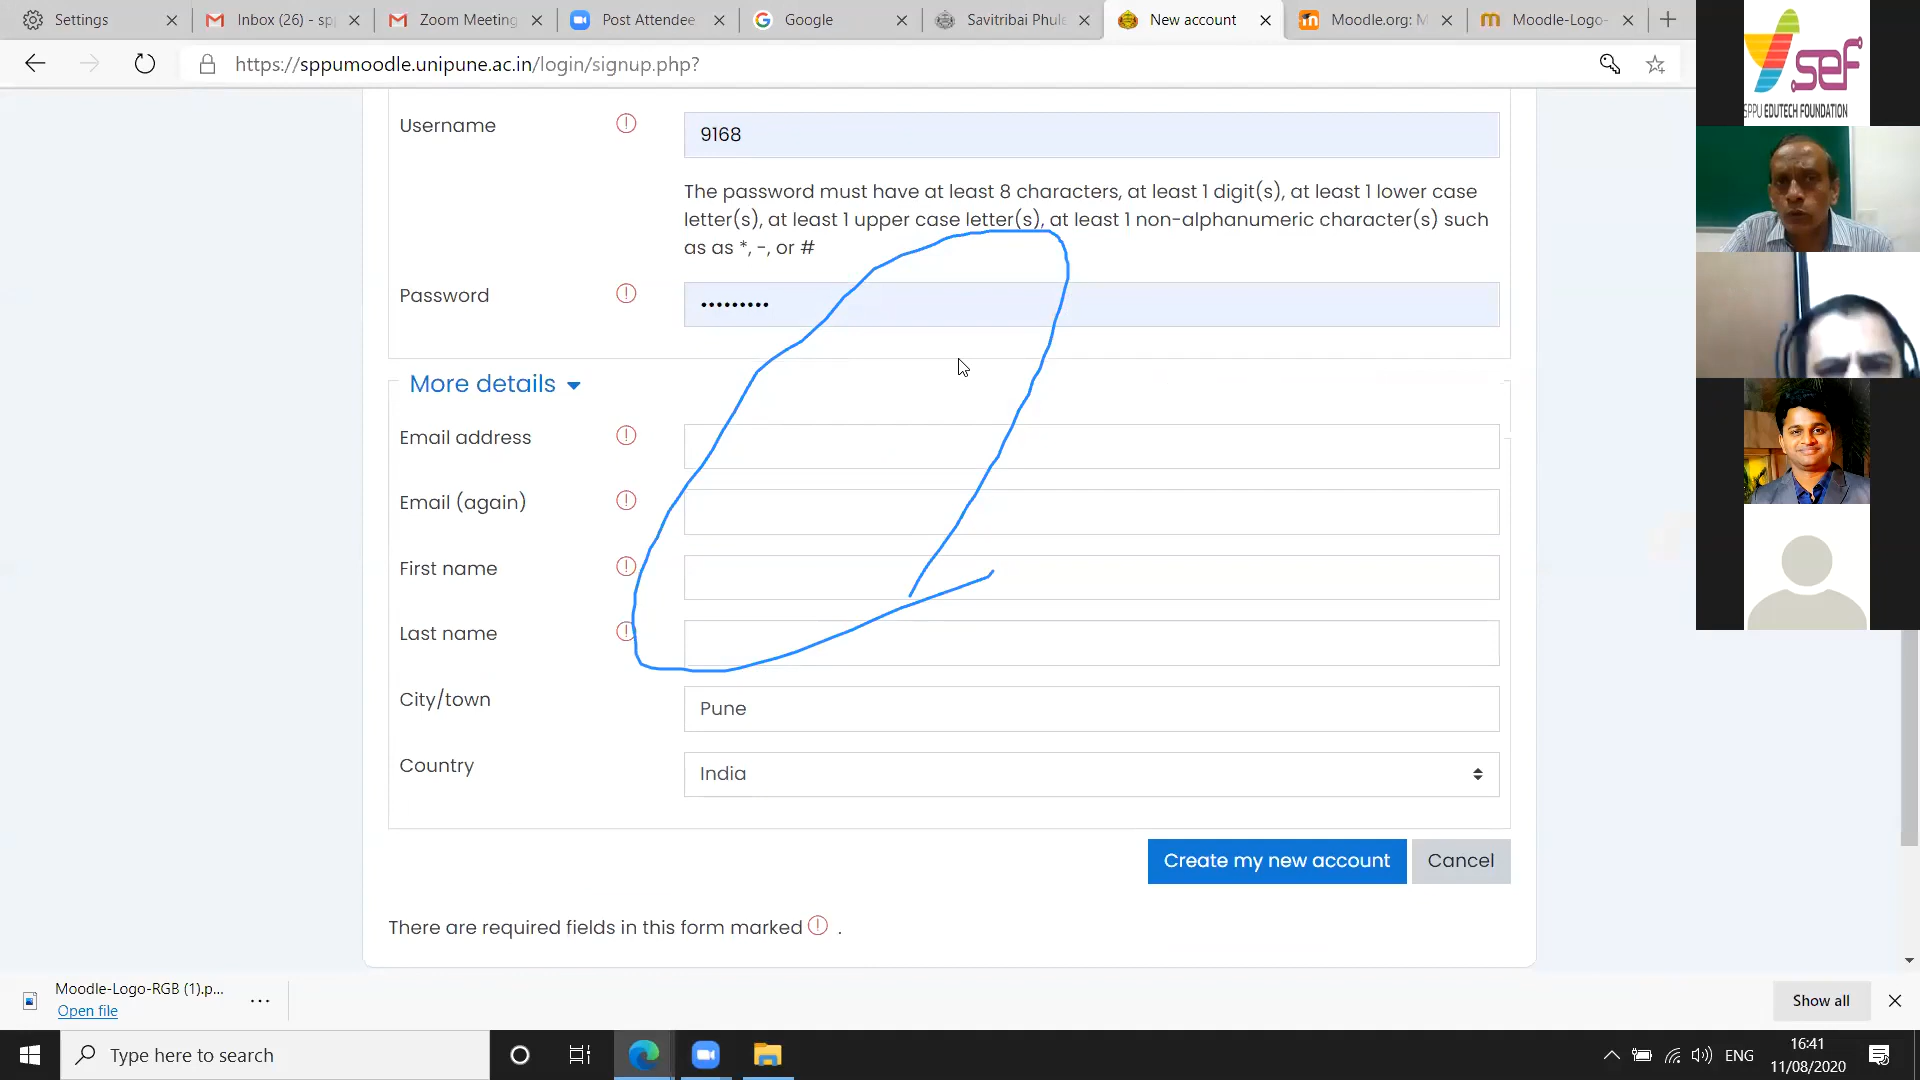 Settings
Inbox (26) - sp
Zoom Meeting
Post Attendee
Google
Savitribai Phule
New account
Moodle.org: M
Moodle-Logo-
https://sppumoodle.unipune.ac.in/login/signup.php?
sef
SPPU EDUTECH FOUNDATION
Username
9168
The password must have at least 8 characters, at least 1 digit(s), at least 1 lower case
letter(s), at least 1 upper case letter(s), at least 1 non-alphanumeric character(s) such
as as *, -, or #
Password
•••••••••
More details
Email address
Email (again)
First name
Last name
City/town
Pune
Country
India
Create my new account
Cancel
There are required fields in this form marked .
Moodle-Logo-RGB (1).p...
Open file
Show all
Type here to search
ENG
16:41
11/08/2020